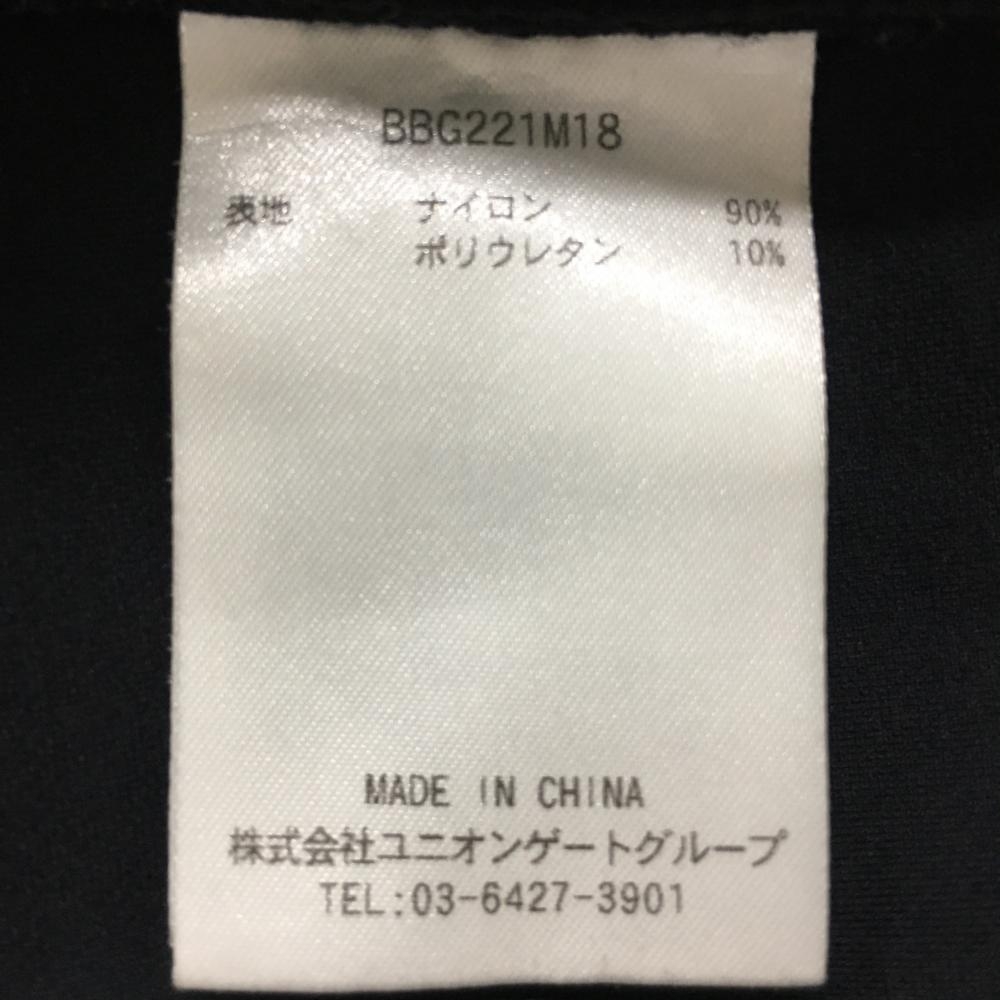 BBG221M18
表地 ナイロン 90%
ポリウレタン 10%
MADE IN CHINA
株式会社ユニオンゲートグループ
TEL:03-6427-3901